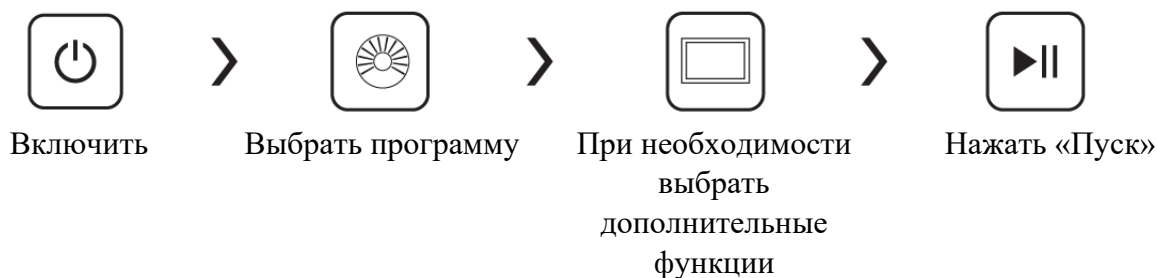 Включить
Выбрать программу
При необходимости
выбрать
дополнительные
функции
Нажать «Пуск»